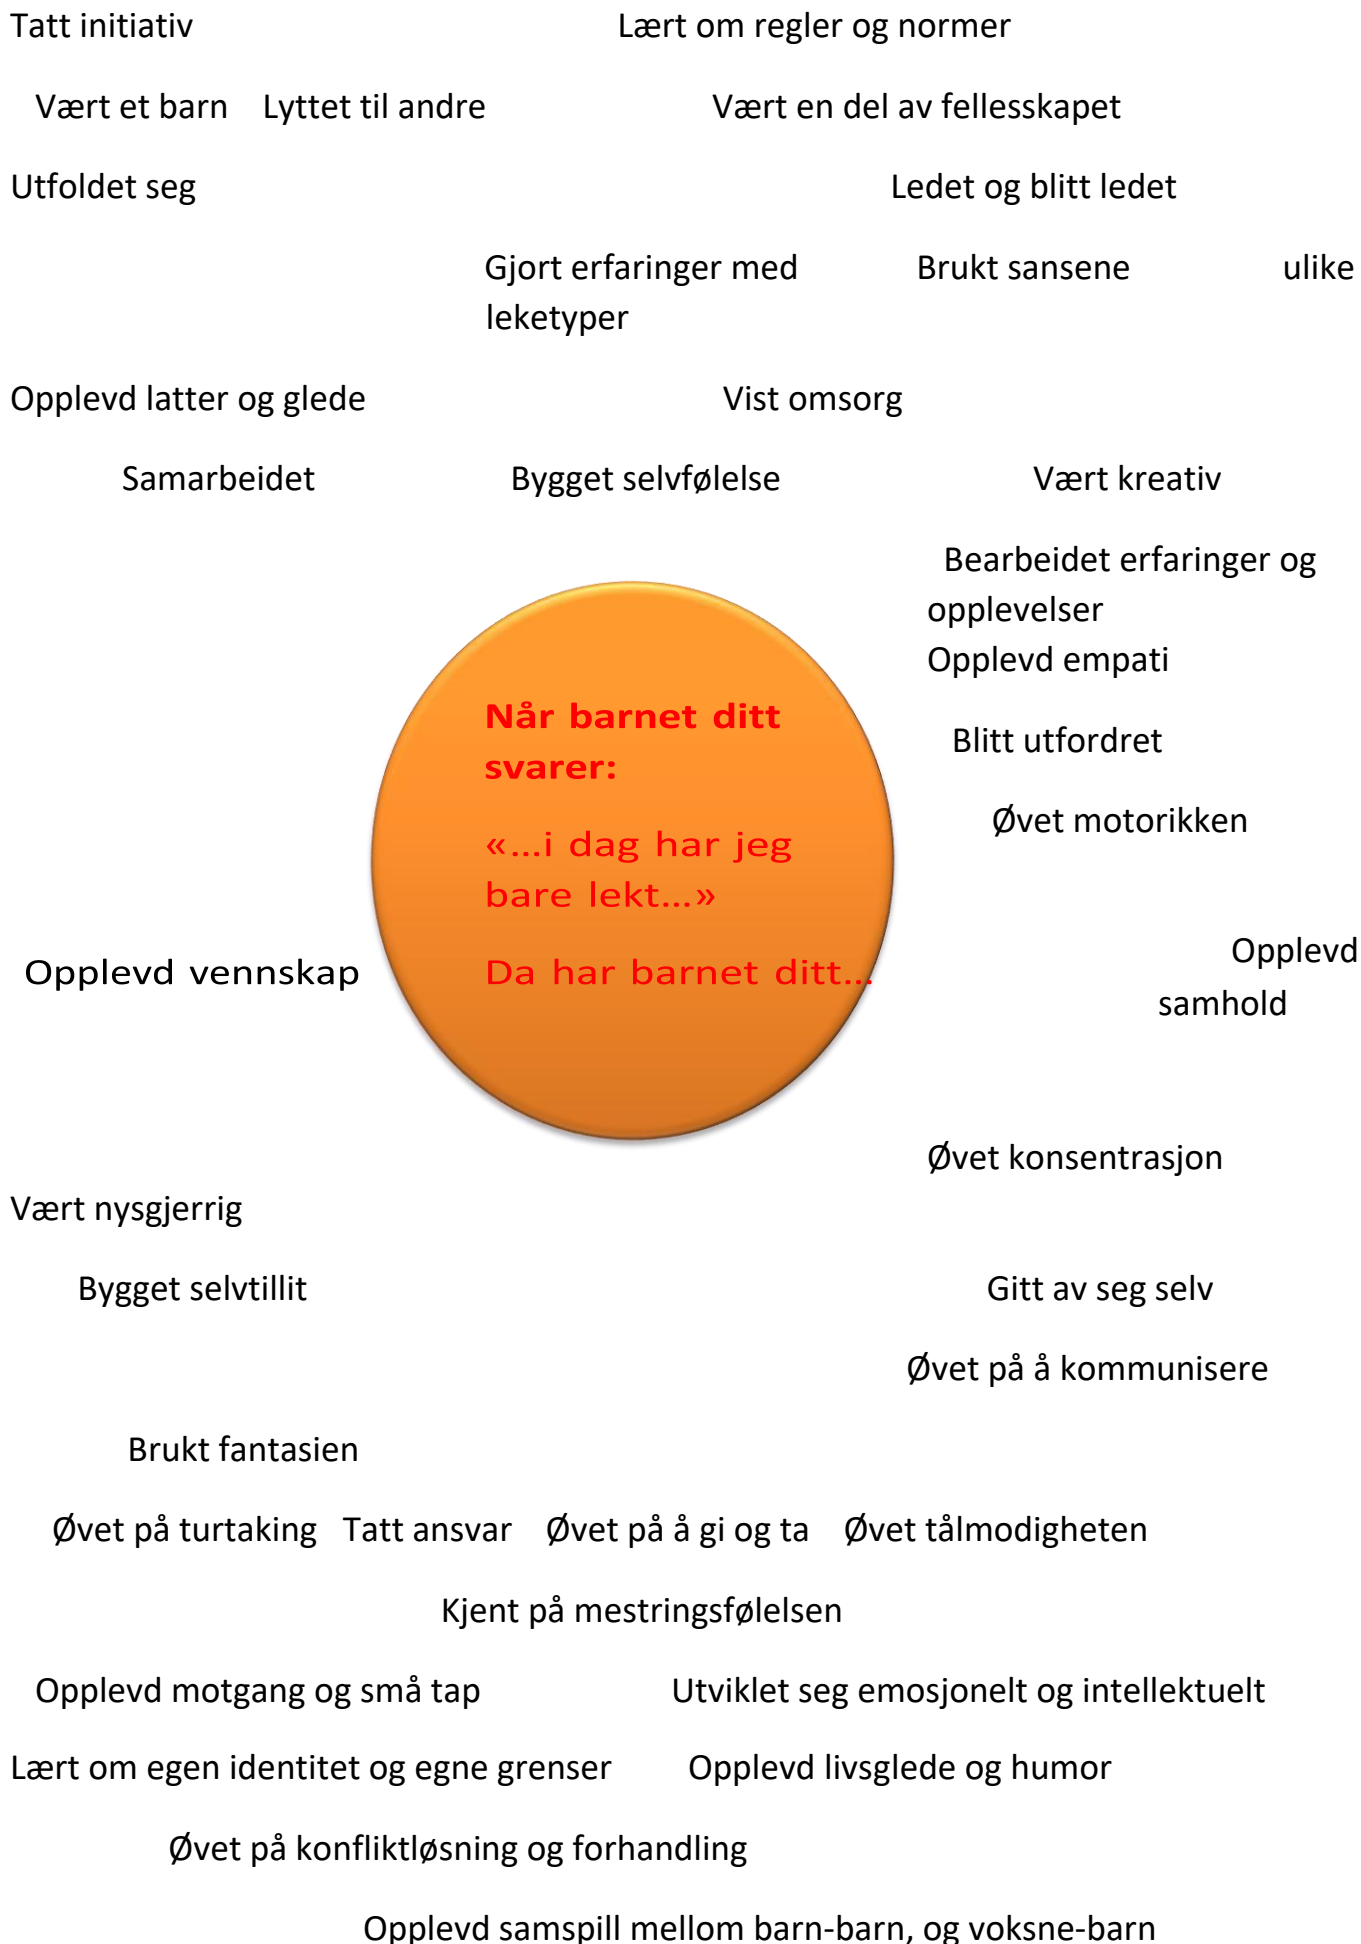 Tatt initiativ Lært om regler og normer
Vært et barn Lyttet til andre Vært en del av fellesskapet
Utfoldet seg Ledet og blitt ledet
Gjort erfaringer med Brukt sansene ulike
leketyper
Opplevd latter og glede Vist omsorg
Samarbeidet Bygget selvfølelse Vært kreativ
Bearbeidet erfaringer og
opplevelser
Opplevd empati
Når barnet ditt
svarer:
Blitt utfordret
«...i dag har jeg
bare lekt...»
Øvet motorikken
Opplevd vennskap
Da har barnet ditt...
Opplevd
samhold
Øvet konsentrasjon
Vært nysgjerrig
Bygget selvtillit Gitt av seg selv
Øvet på å kommunisere
Brukt fantasien
Øvet på turtaking Tatt ansvar Øvet på å gi og ta Øvet tålmodigheten
Kjent på mestringsfølelsen
Opplevd motgang og små tap Utviklet seg emosjonelt og intellektuelt
Lært om egen identitet og egne grenser Opplevd livsglede og humor
Øvet på konfliktløsning og forhandling
Opplevd samspill mellom barn-barn, og voksne-barn